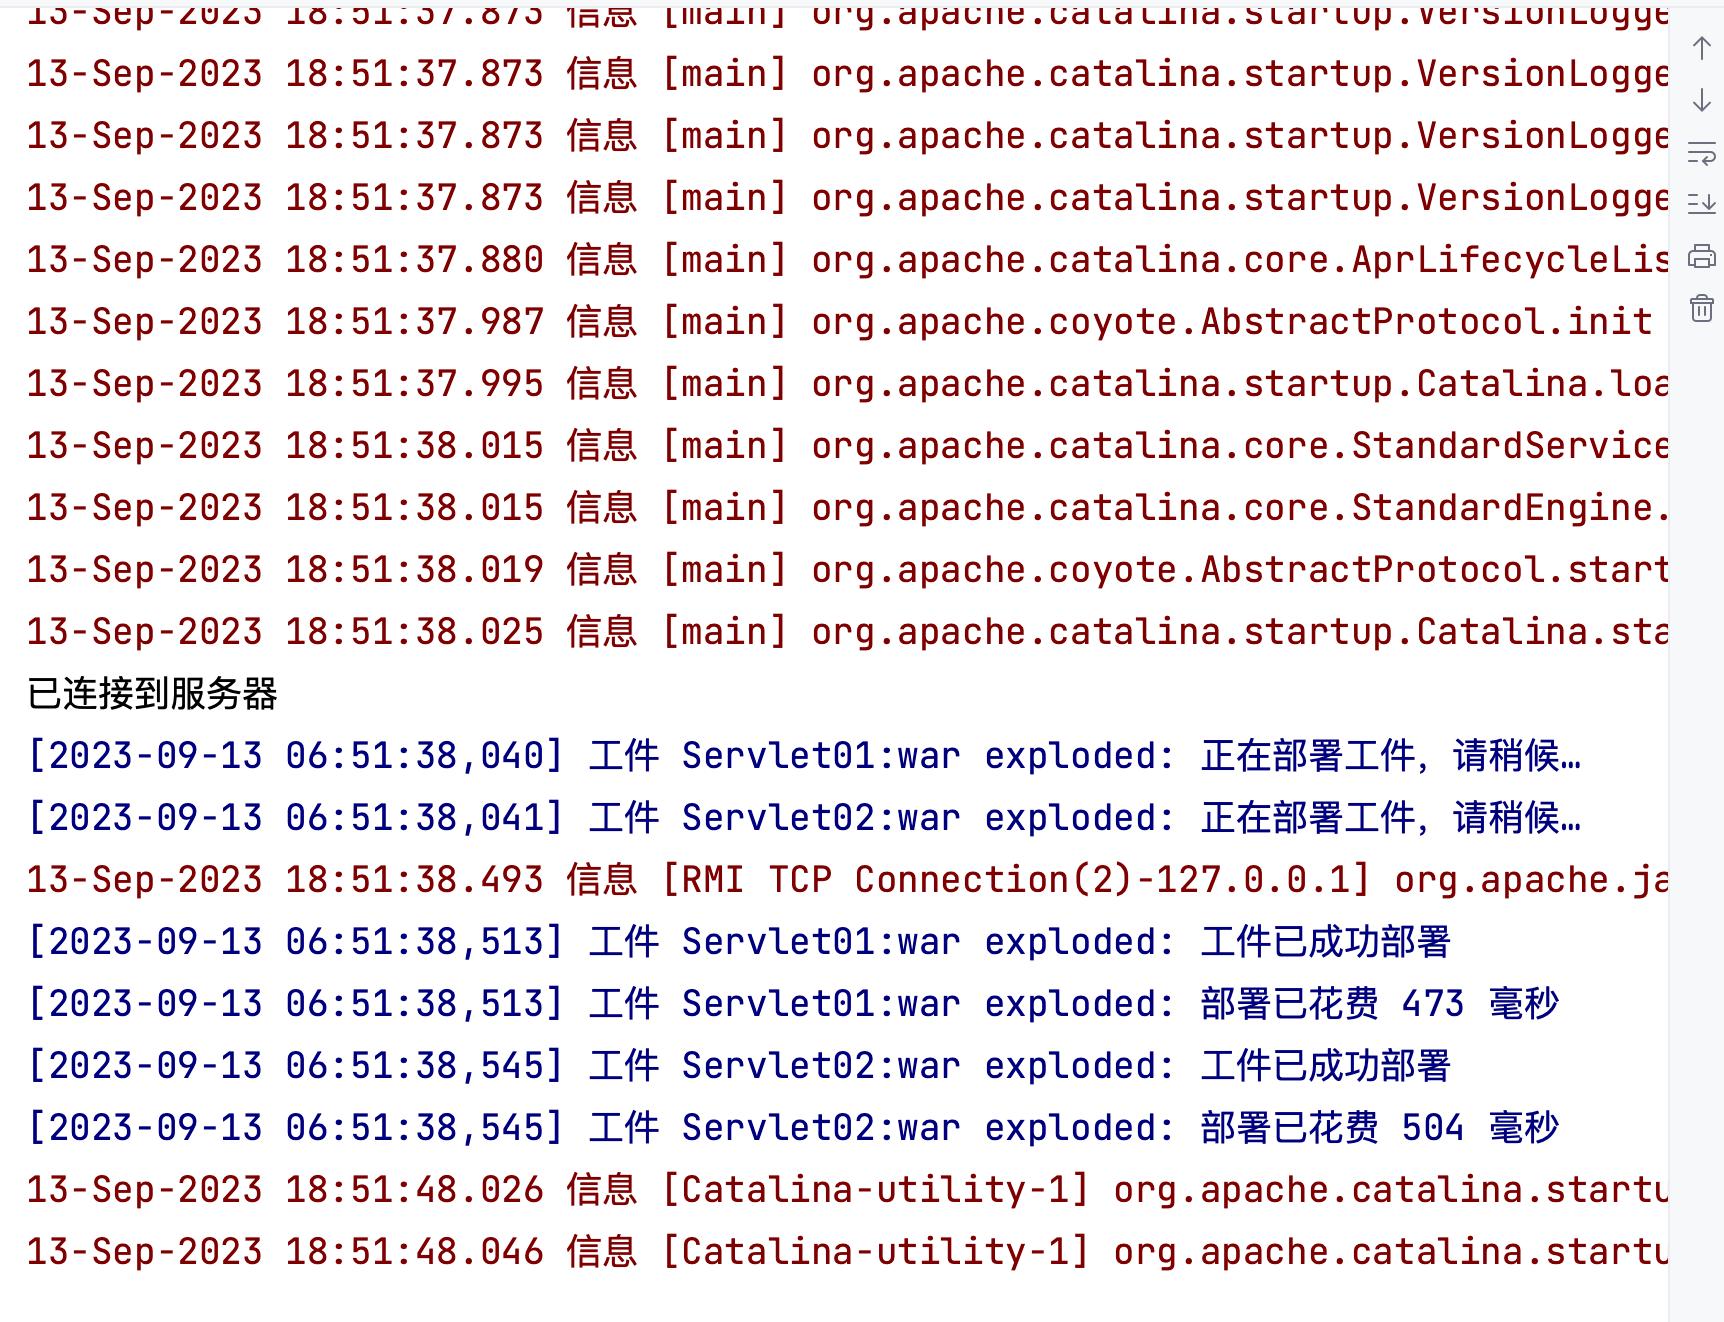 13-Sep-2023 18:51:37.873 信息 [main] org.apache.catalina.startup.VersionLogge
13-Sep-2023 18:51:37.873 信息 [main] org.apache.catalina.startup.VersionLogge
13-Sep-2023 18:51:37.873 信息 [main] org.apache.catalina.startup.VersionLogge
13-Sep-2023 18:51:37.873 信息 [main] org.apache.catalina.startup.VersionLogge
13-Sep-2023 18:51:37.880 信息 [main] org.apache.catalina.core.AprLifecycleLis
13-Sep-2023 18:51:37.987 信息 [main] org.apache.coyote.AbstractProtocol.init
13-Sep-2023 18:51:37.995 信息 [main] org.apache.catalina.startup.Catalina.loa
13-Sep-2023 18:51:38.015 信息 [main] org.apache.catalina.core.StandardService
13-Sep-2023 18:51:38.015 信息 [main] org.apache.catalina.core.StandardEngine.
13-Sep-2023 18:51:38.019 信息 [main] org.apache.coyote.AbstractProtocol.start
13-Sep-2023 18:51:38.025 信息 [main] org.apache.catalina.startup.Catalina.sta
已连接到服务器
[2023-09-13 06:51:38,040] 工件 Servlet01:war exploded: 正在部署工件，请稍候…
[2023-09-13 06:51:38,041] 工件 Servlet02:war exploded: 正在部署工件，请稍候…
13-Sep-2023 18:51:38.493 信息 [RMI TCP Connection(2)-127.0.0.1] org.apache.ja
[2023-09-13 06:51:38,513] 工件 Servlet01:war exploded: 工件已成功部署
[2023-09-13 06:51:38,513] 工件 Servlet01:war exploded: 部署已花费 473 毫秒
[2023-09-13 06:51:38,545] 工件 Servlet02:war exploded: 工件已成功部署
[2023-09-13 06:51:38,545] 工件 Servlet02:war exploded: 部署已花费 504 毫秒
13-Sep-2023 18:51:48.026 信息 [Catalina-utility-1] org.apache.catalina.startu
13-Sep-2023 18:51:48.046 信息 [Catalina-utility-1] org.apache.catalina.startu